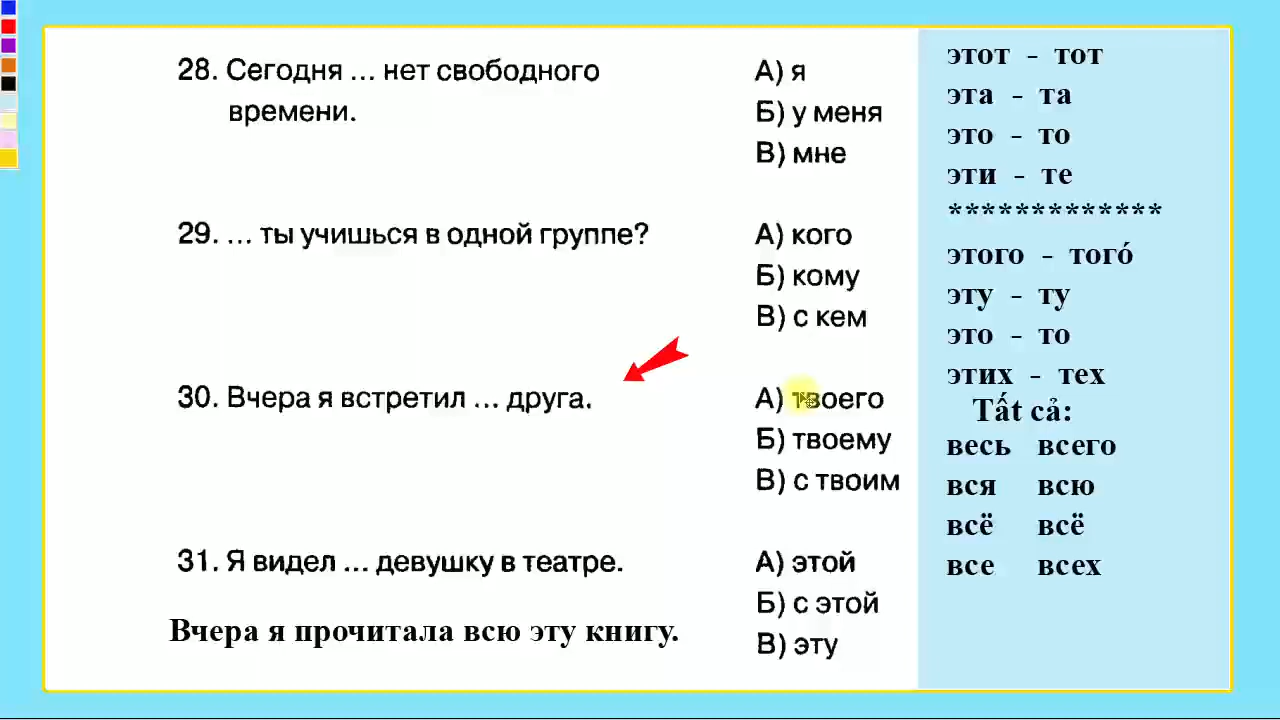 28. Сегодня ... нет свободного
времени.
А) я
Б) у меня
В) мне
29. ... ты учишься в одной группе?
А) кого
Б) кому
В) с кем
30. Вчера я встретил ... друга.
А) твоего
Б) твоему
В) с твоим
31. Я видел ... девушку в театре.
А) этой
Б) с этой
В) эту
Вчера я прочитала всю эту книгу.
этот - тот
эта - та
это - то
эти - те
*************
этого - того́
эту - ту
это - то
этих - тех
Tất cả:
весь всего
вся всю
всё всё
все всех